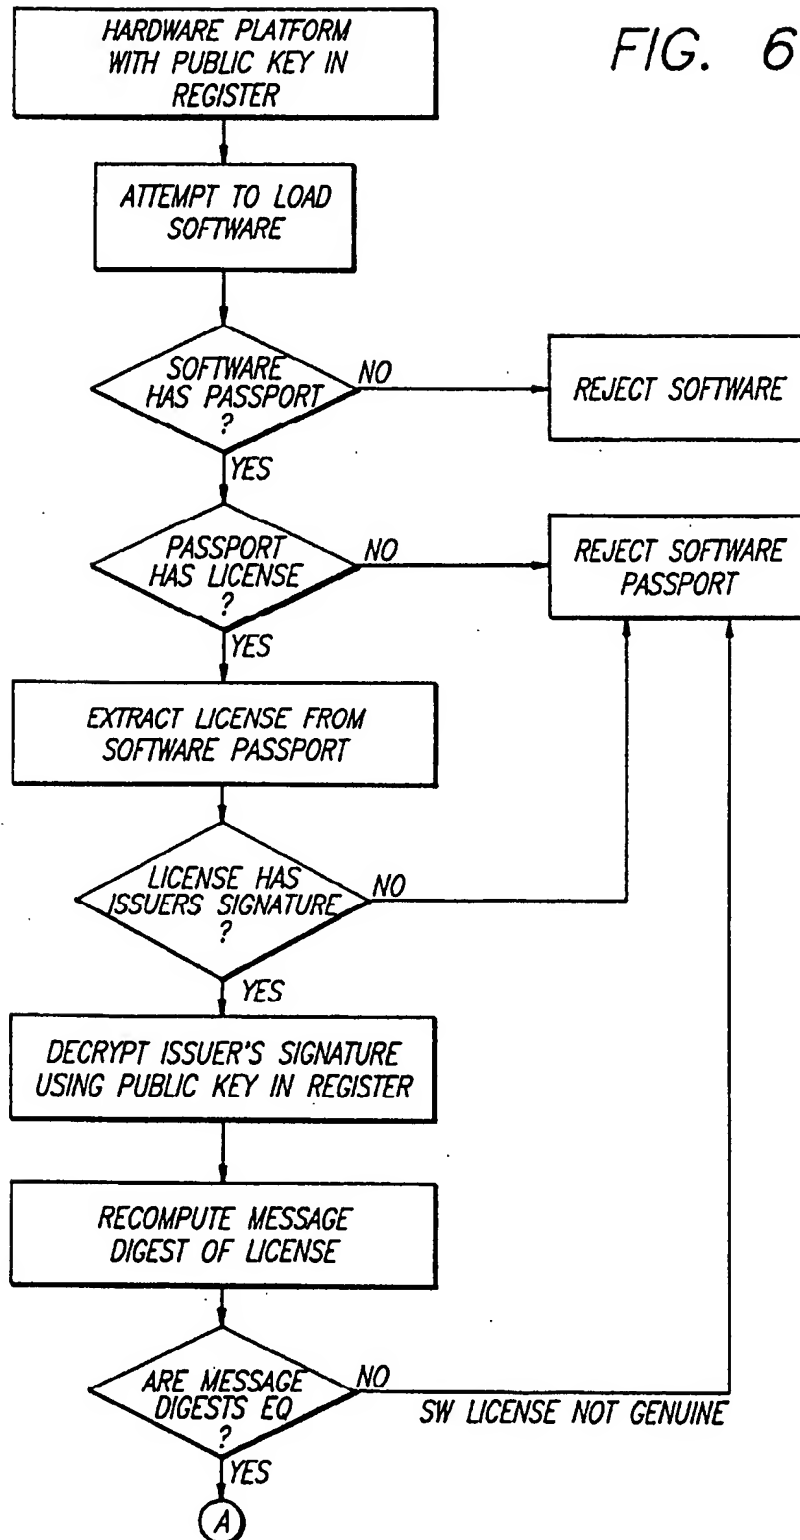 FIG. 6
HARDWARE PLATFORM
WITH PUBLIC KEY IN
REGISTER
ATTEMPT TO LOAD
SOFTWARE
SOFTWARE
HAS PASSPORT
?
NO
REJECT SOFTWARE
YES
PASSPORT
HAS LICENSE
?
NO
REJECT SOFTWARE
PASSPORT
YES
EXTRACT LICENSE FROM
SOFTWARE PASSPORT
LICENSE HAS
ISSUERS SIGNATURE
?
NO
YES
DECRYPT ISSUER'S SIGNATURE
USING PUBLIC KEY IN REGISTER
RECOMPUTE MESSAGE
DIGEST OF LICENSE
ARE MESSAGE
DIGESTS EQ
?
NO
SW LICENSE NOT GENUINE
YES
A